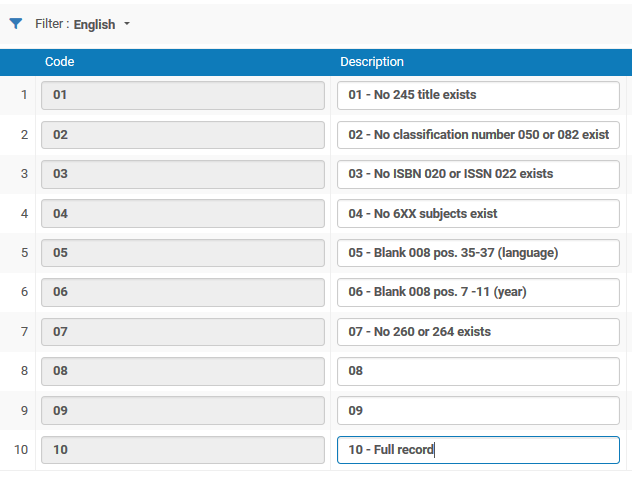 Filter : English
Code Description
1 01 01 - No 245 title exists
2 02 02 - No classification number 050 or 082 exist
3 03 03 - No ISBN 020 or ISSN 022 exists
4 04 04 - No 6XX subjects exist
5 05 05 - Blank 008 pos. 35-37 (language)
6 06 06 - Blank 008 pos. 7 -11 (year)
7 07 07 - No 260 or 264 exists
8 08 08
9 09 09
10 10 10 - Full record